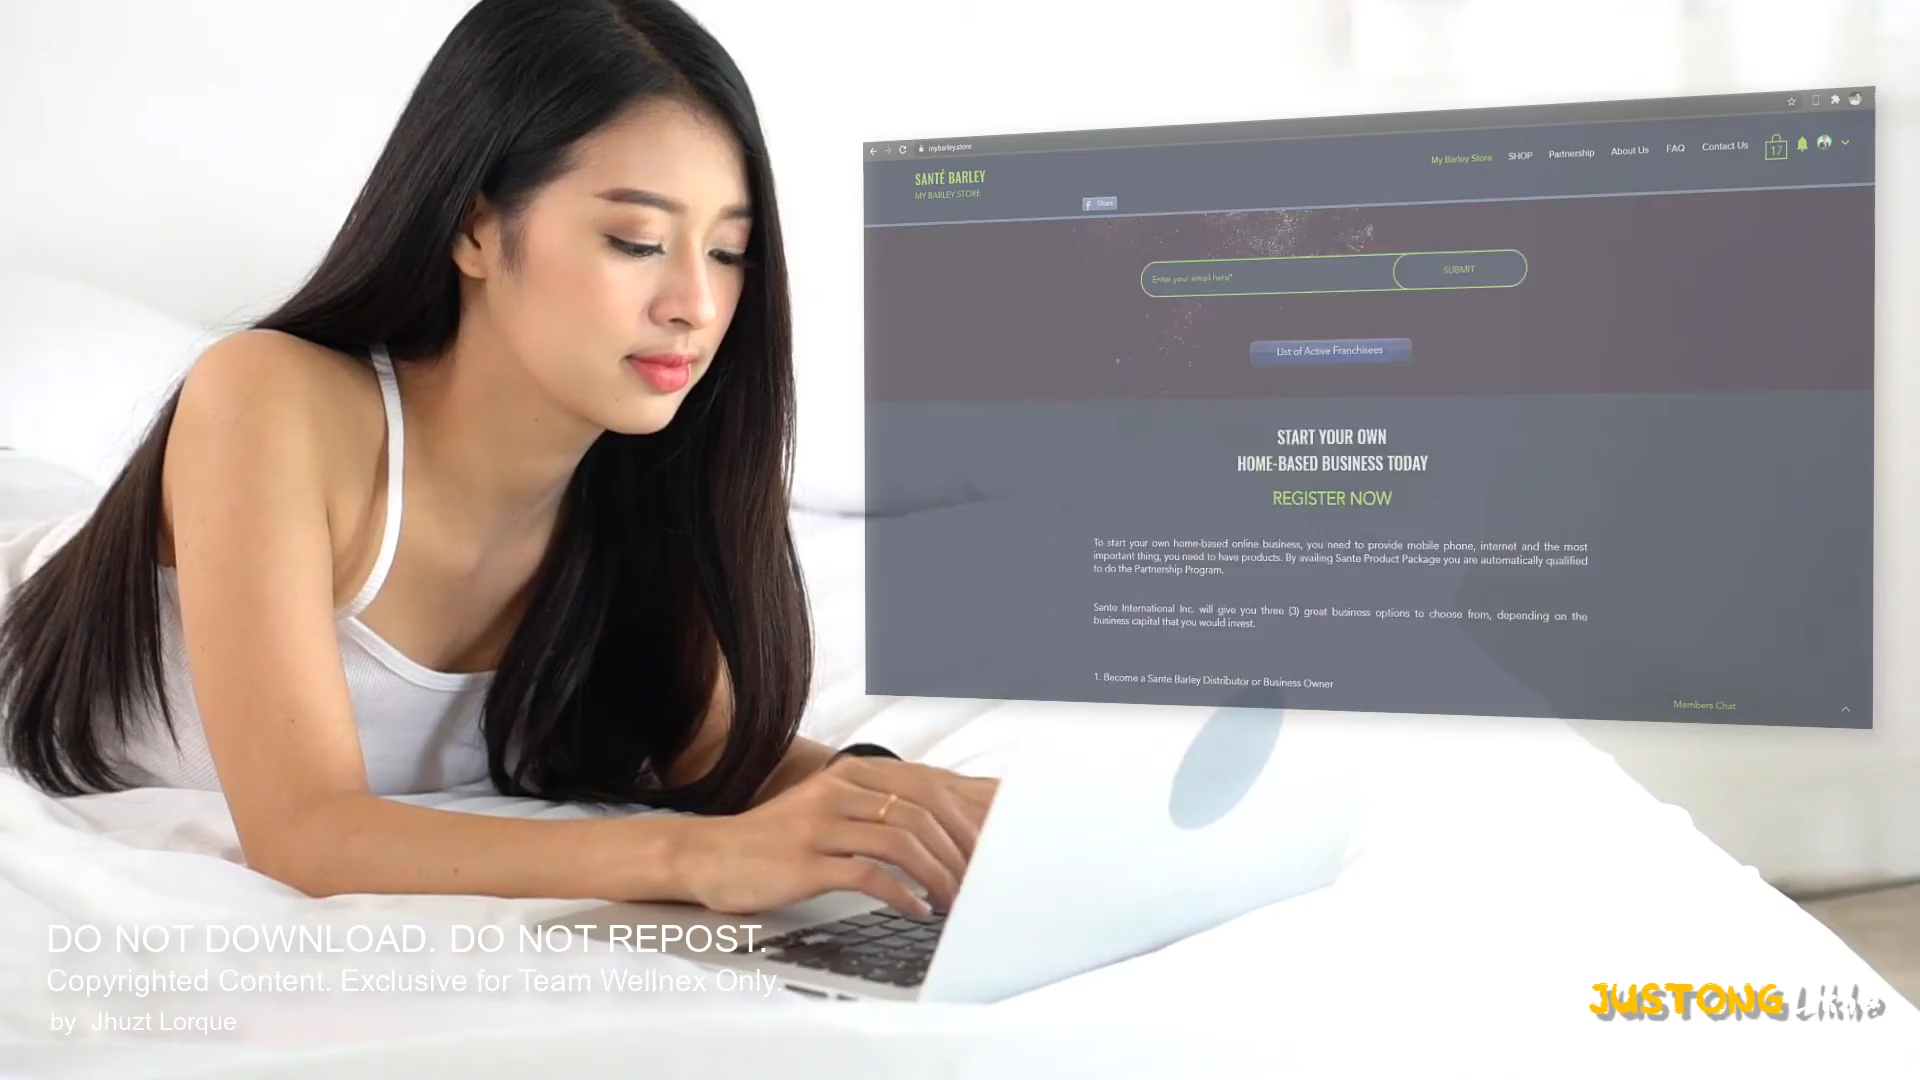 mybarley.store
SANTÉ BARLEY
MY BARLEY STORE
My Barley Store SHOP Partnership About Us FAQ Contact Us 17
Share
Enter your email here* SUBMIT
List of Active Franchisees
START YOUR OWN
HOME-BASED BUSINESS TODAY
REGISTER NOW
To start your own home-based online business, you need to provide mobile phone, internet and the most
important thing, you need to have products. By availing Sante Product Package you are automatically qualified
to do the Partnership Program.
Sante International Inc. will give you three (3) great business options to choose from, depending on the
business capital that you would invest.
1. Become a Sante Barley Distributor or Business Owner
Members Chat
DO NOT DOWNLOAD. DO NOT REPOST.
Copyrighted Content. Exclusive for Team Wellnex Only.
by Jhuzt Lorque
JUSTONG